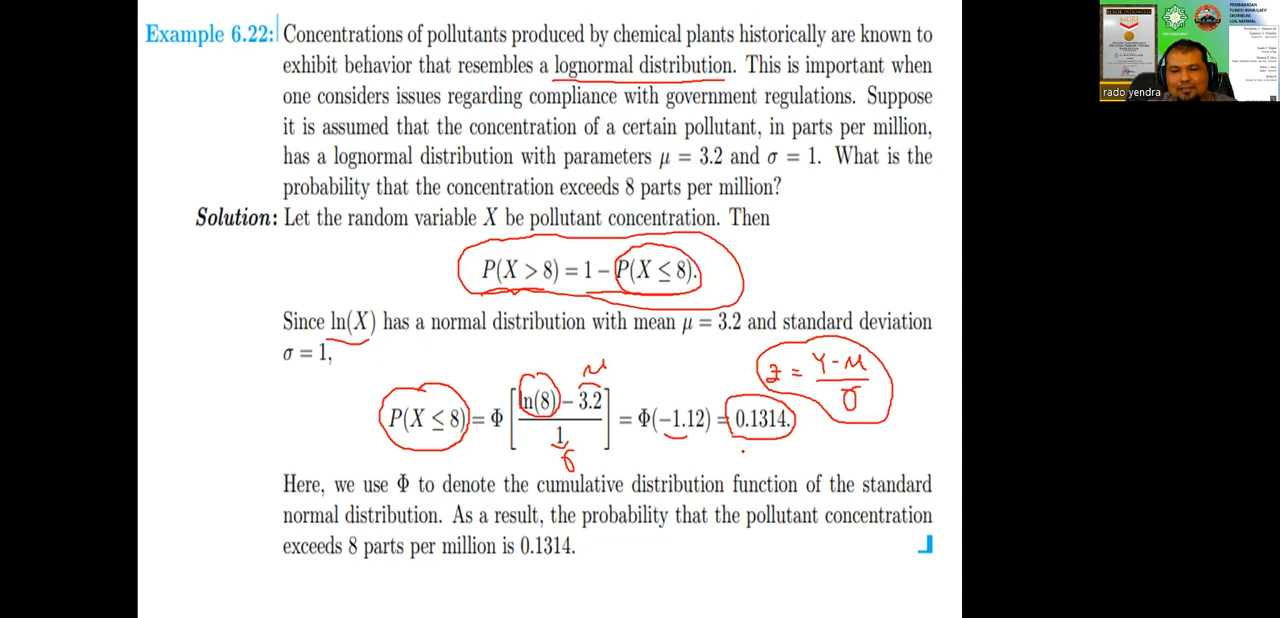 Example 6.22: Concentrations of pollutants produced by chemical plants historically are known to
exhibit behavior that resembles a lognormal distribution. This is important when
one considers issues regarding compliance with government regulations. Suppose
it is assumed that the concentration of a certain pollutant, in parts per million,
has a lognormal distribution with parameters μ = 3.2 and σ = 1. What is the
probability that the concentration exceeds 8 parts per million?
Solution: Let the random variable X be pollutant concentration. Then
P(X > 8) = 1 − P(X ≤ 8).
Since ln(X) has a normal distribution with mean μ = 3.2 and standard deviation
σ = 1,
μ
Z = Y - μ / σ
P(X ≤ 8) = Φ [ ln(8) − 3.2 / 1 ] = Φ(−1.12) = 0.1314.
σ
Here, we use Φ to denote the cumulative distribution function of the standard
normal distribution. As a result, the probability that the pollutant concentration
exceeds 8 parts per million is 0.1314.
MURI
rado yendra